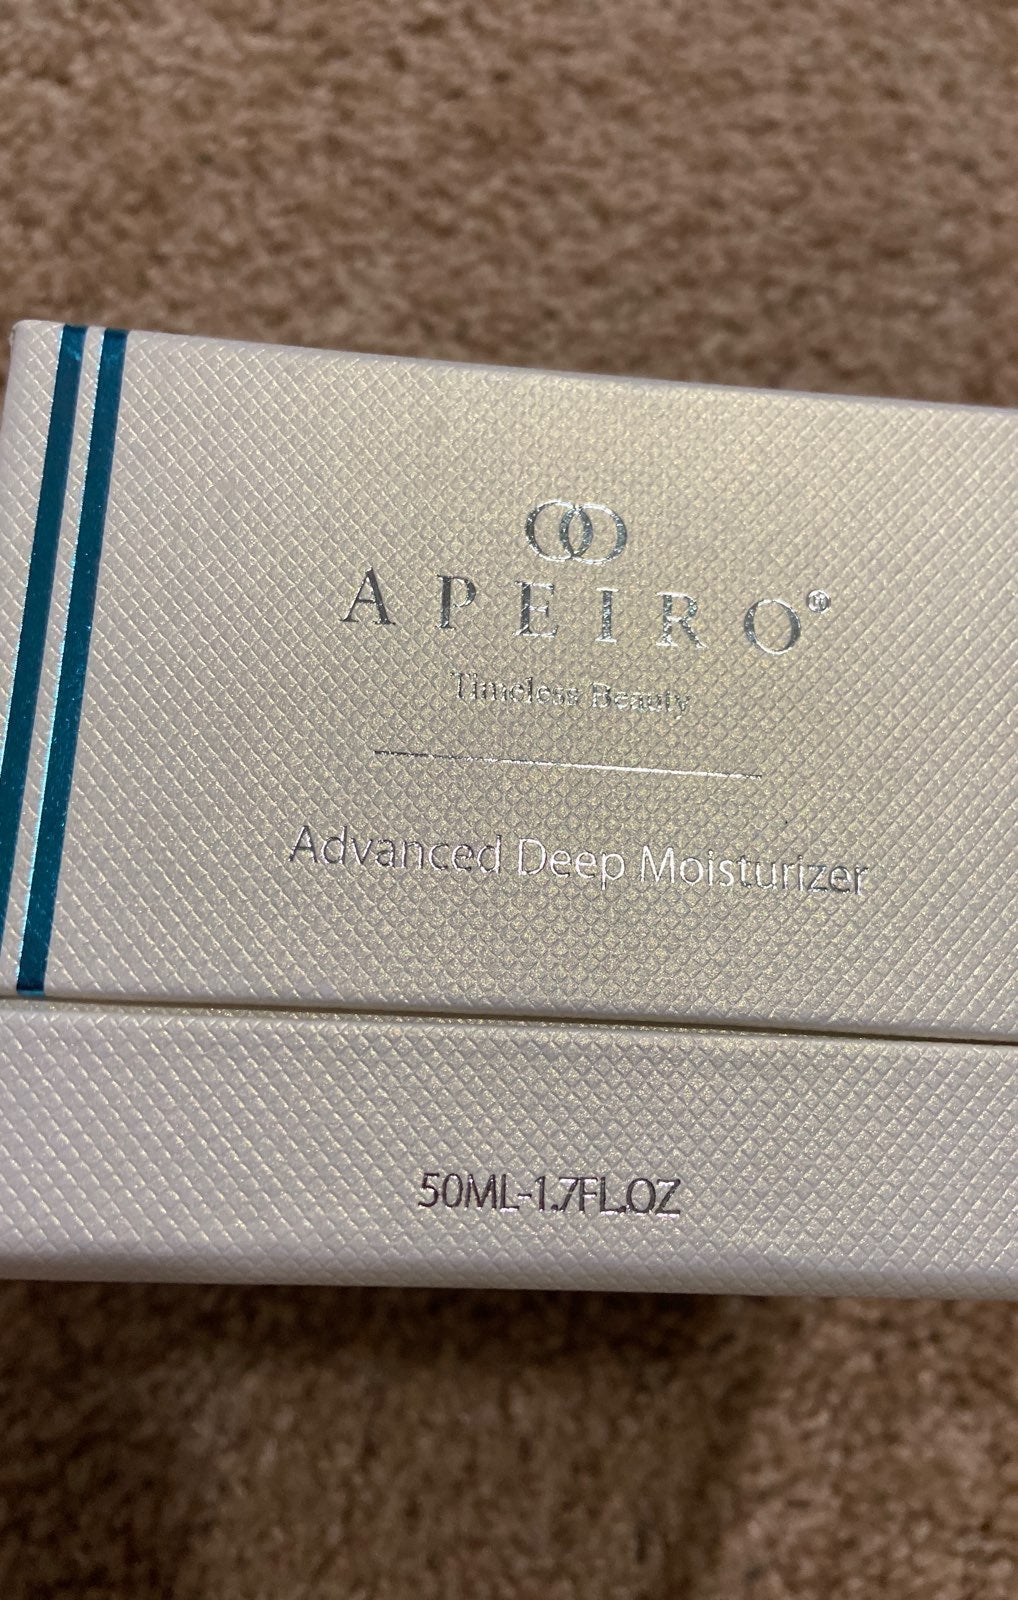 APEIRO®
Timeless Beauty
Advanced Deep Moisturizer
50ML-1.7FL.OZ